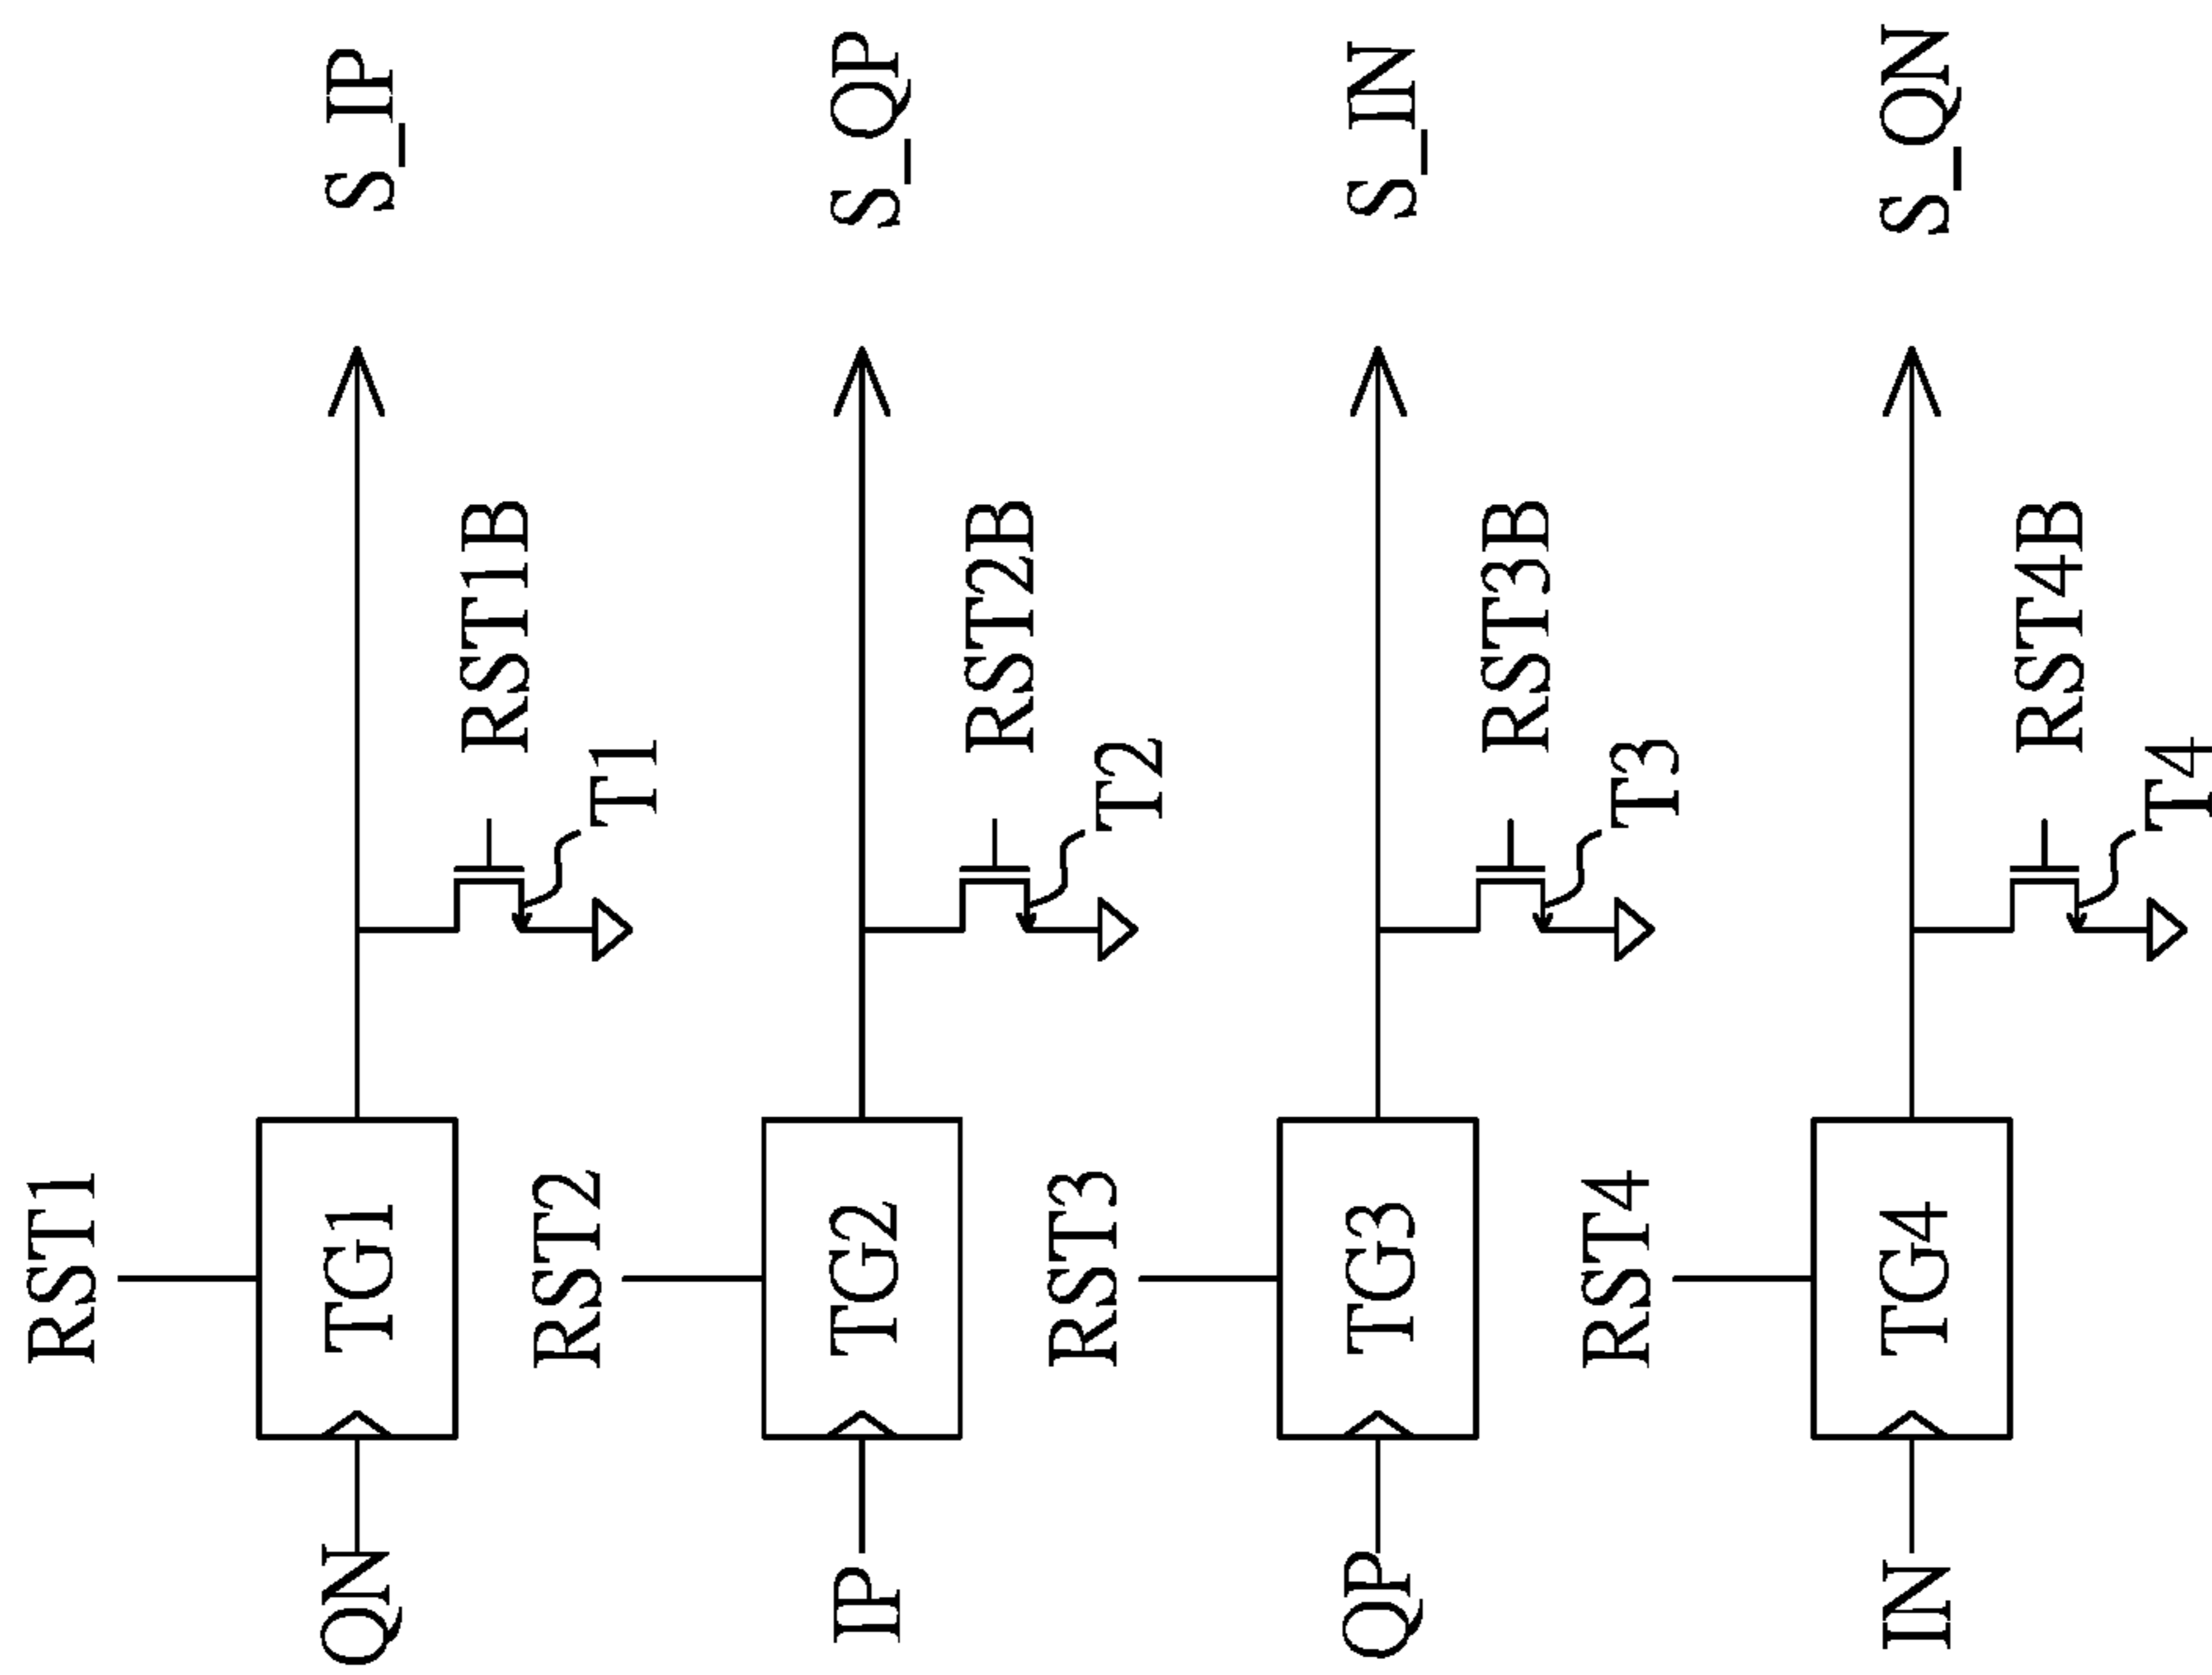 RST1
QN
TG1
RST1B
T1
S_IP
RST2
IP
TG2
RST2B
T2
S_QP
RST3
QP
TG3
RST3B
T3
S_IN
RST4
IN
TG4
RST4B
T4
S_QN